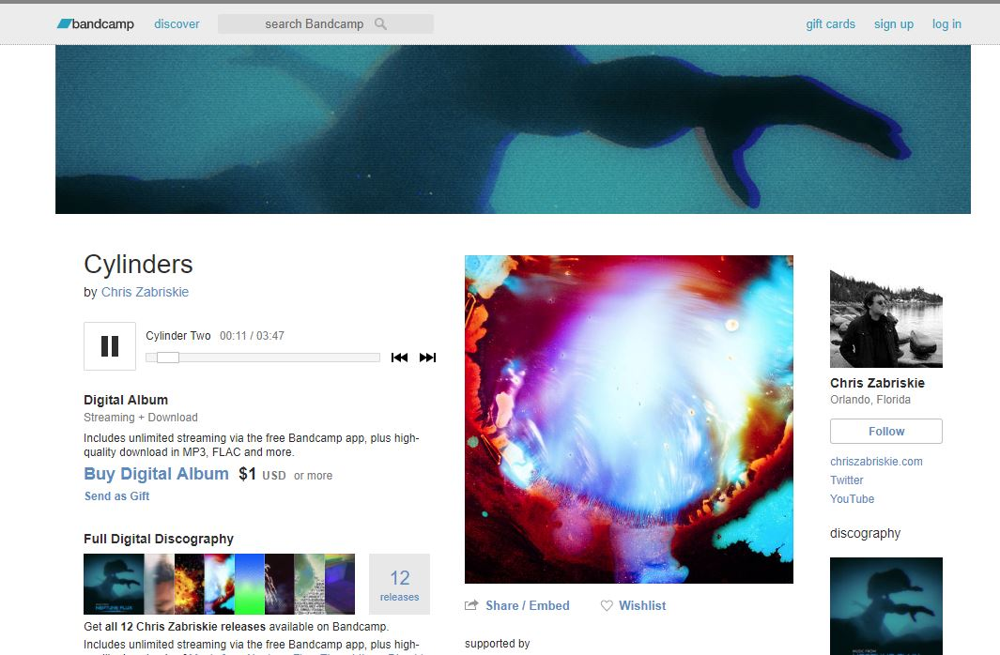 bandcamp
discover
search Bandcamp
gift cards
sign up
log in
Cylinders
by Chris Zabriskie
Cylinder Two 00:11 / 03:47
Digital Album
Streaming + Download
Includes unlimited streaming via the free Bandcamp app, plus high-
quality download in MP3, FLAC and more.
Buy Digital Album $1 USD or more
Send as Gift
Full Digital Discography
NEPTUNE FLUX
12
releases
Get all 12 Chris Zabriskie releases available on Bandcamp.
Includes unlimited streaming via the free Bandcamp app, plus high-
Share / Embed
Wishlist
supported by
Chris Zabriskie
Orlando, Florida
Follow
chriszabriskie.com
Twitter
YouTube
discography
MUSIC FROM